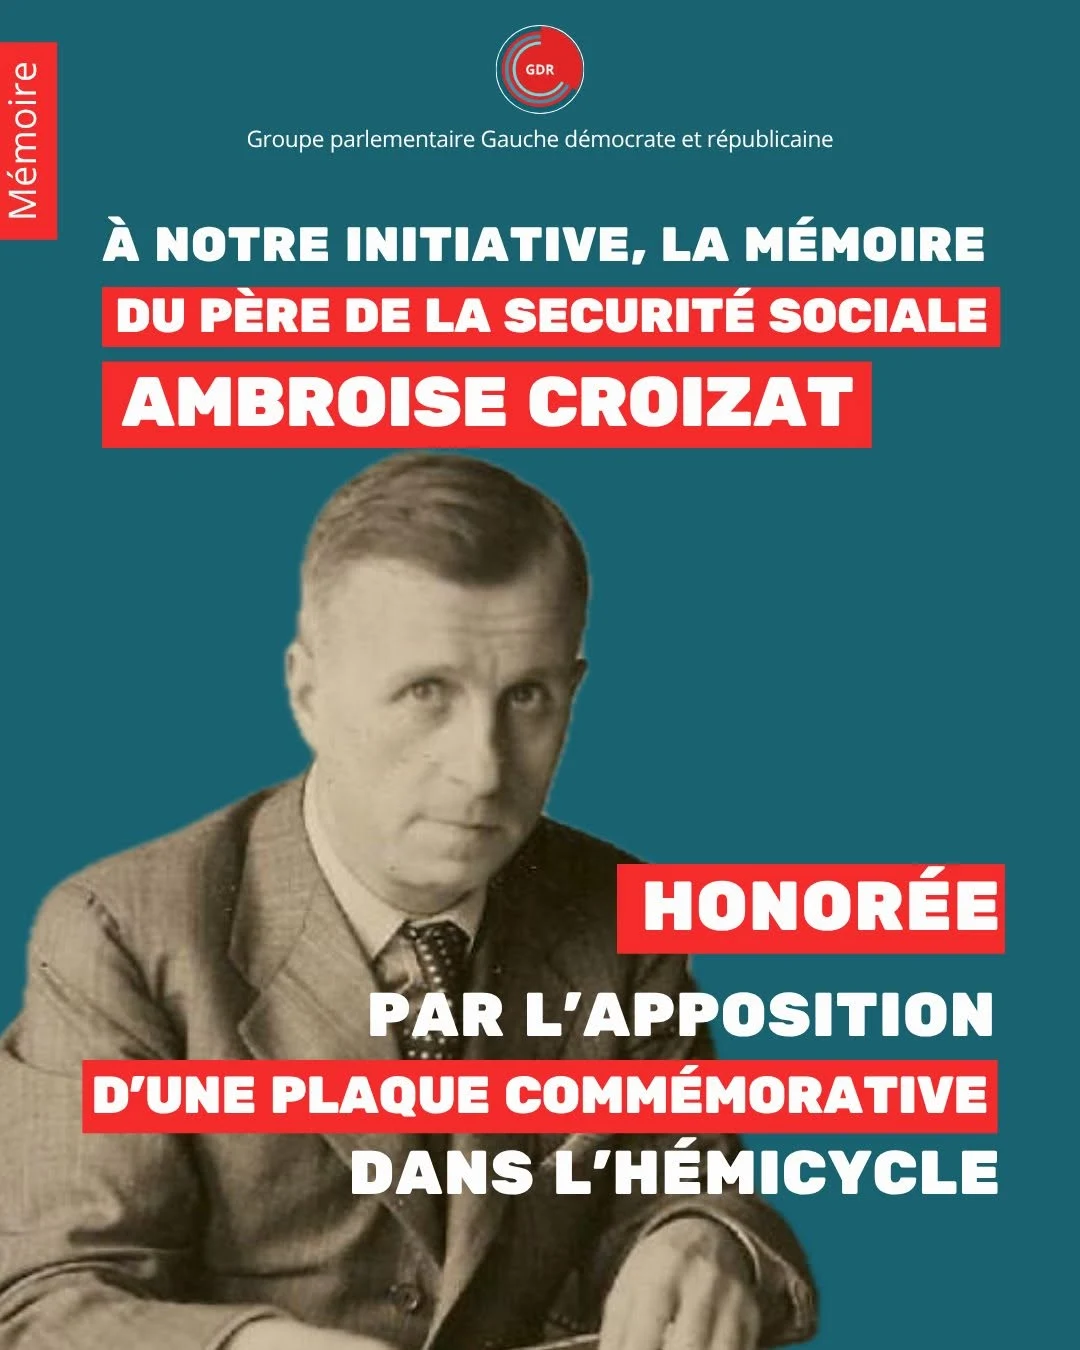 GDR
Groupe parlementaire Gauche démocrate et républicaine
Mémoire
À NOTRE INITIATIVE, LA MÉMOIRE
DU PÈRE DE LA SECURITÉ SOCIALE
AMBROISE CROIZAT
HONORÉE
PAR L’APPOSITION
D’UNE PLAQUE COMMÉMORATIVE
DANS L’HÉMICYCLE